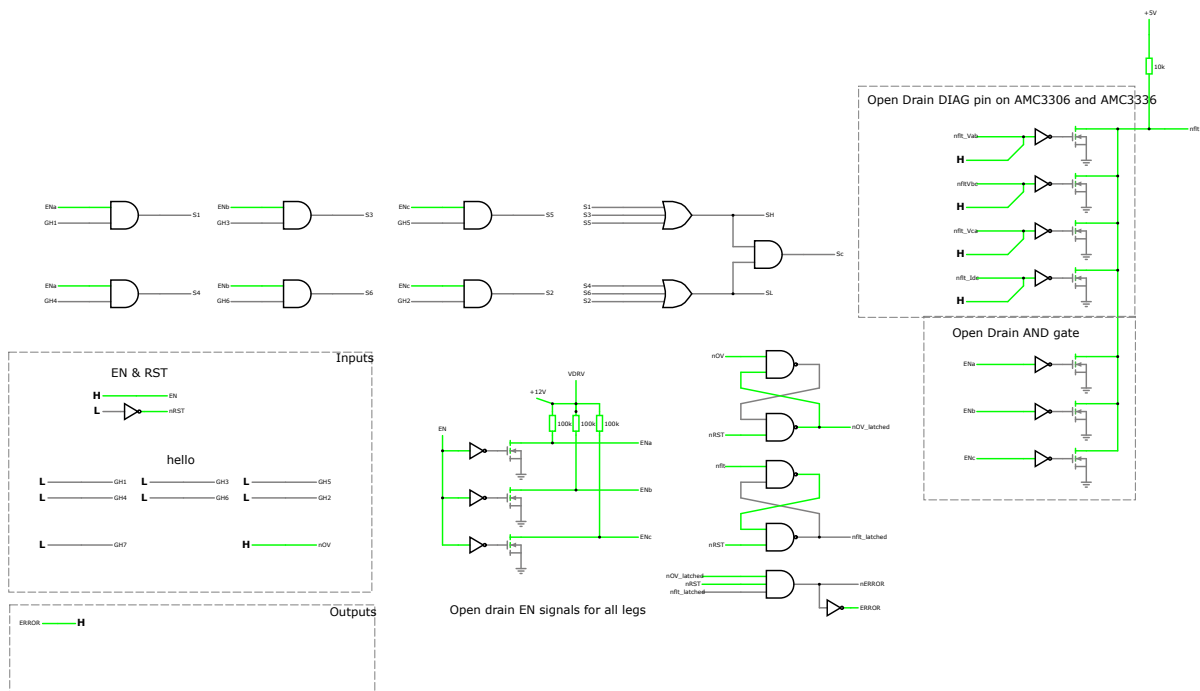 +5V
10k
Open Drain DIAG pin on AMC3306 and AMC3336
nflt_Vab
nflt
H
nfltVbc
H
nflt_Vca
H
nflt_Idc
H
ENa
GH1
S1
ENb
GH3
S3
ENc
GH5
S5
S1
S3
S5
SH
Sc
ENa
GH4
S4
ENb
GH6
S6
ENc
GH2
S2
S4
S6
S2
SL
Open Drain AND gate
ENa
ENb
ENc
Inputs
EN & RST
H EN
L nRST
hello
L GH1
L GH3
L GH5
L GH4
L GH6
L GH2
L GH7
H nOV
Outputs
ERROR H
VDRV
+12V
100k 100k 100k
EN
ENa
ENb
ENc
Open drain EN signals for all legs
nOV
nRST
nOV_latched
nflt
nRST
nflt_latched
nOV_latched
nRST
nflt_latched
nERROR
ERROR